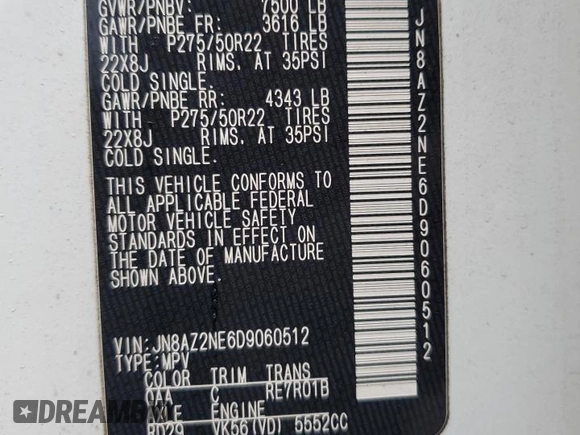 GVWR/PNBV: 7500 LB
GAWR/PNBE FR: 3616 LB
WITH P275/50R22 TIRES
22X8J RIMS, AT 35PSI
COLD SINGLE.
GAWR/PNBE RR: 4343 LB
WITH P275/50R22 TIRES
22X8J RIMS, AT 35PSI
COLD SINGLE.
THIS VEHICLE CONFORMS TO
ALL APPLICABLE FEDERAL
MOTOR VEHICLE SAFETY
STANDARDS IN EFFECT ON
THE DATE OF MANUFACTURE
SHOWN ABOVE.
VIN:JN8AZ2NE6D9060512
TYPE:MPV
COLOR TRIM TRANS
QAA C RE7R01B
AXLE ENGINE
RD29 VK56(VD) 5552CC
JN8AZ2NE6D9060512